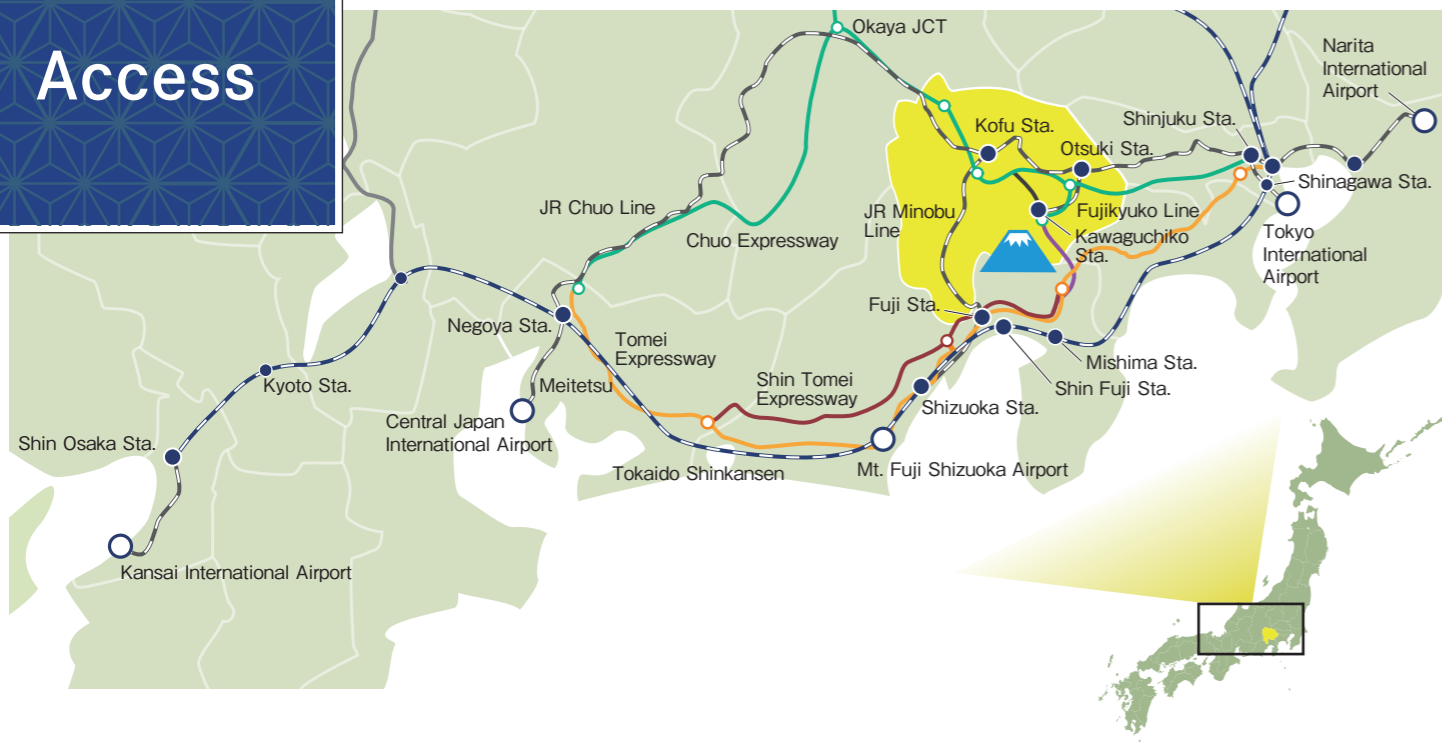 Access
Okaya JCT
Narita
International
Airport
Shinjuku Sta.
Kofu Sta.
Otsuki Sta.
Shinagawa Sta.
JR Chuo Line
JR Minobu
Line
Fujikyuko Line
Chuo Expressway
Kawaguchiko
Sta.
Tokyo
International
Airport
Fuji Sta.
Negoya Sta.
Tomei
Expressway
Mishima Sta.
Kyoto Sta.
Meitetsu
Shin Tomei
Expressway
Shin Fuji Sta.
Shizuoka Sta.
Central Japan
International Airport
Shin Osaka Sta.
Tokaido Shinkansen
Mt. Fuji Shizuoka Airport
Kansai International Airport